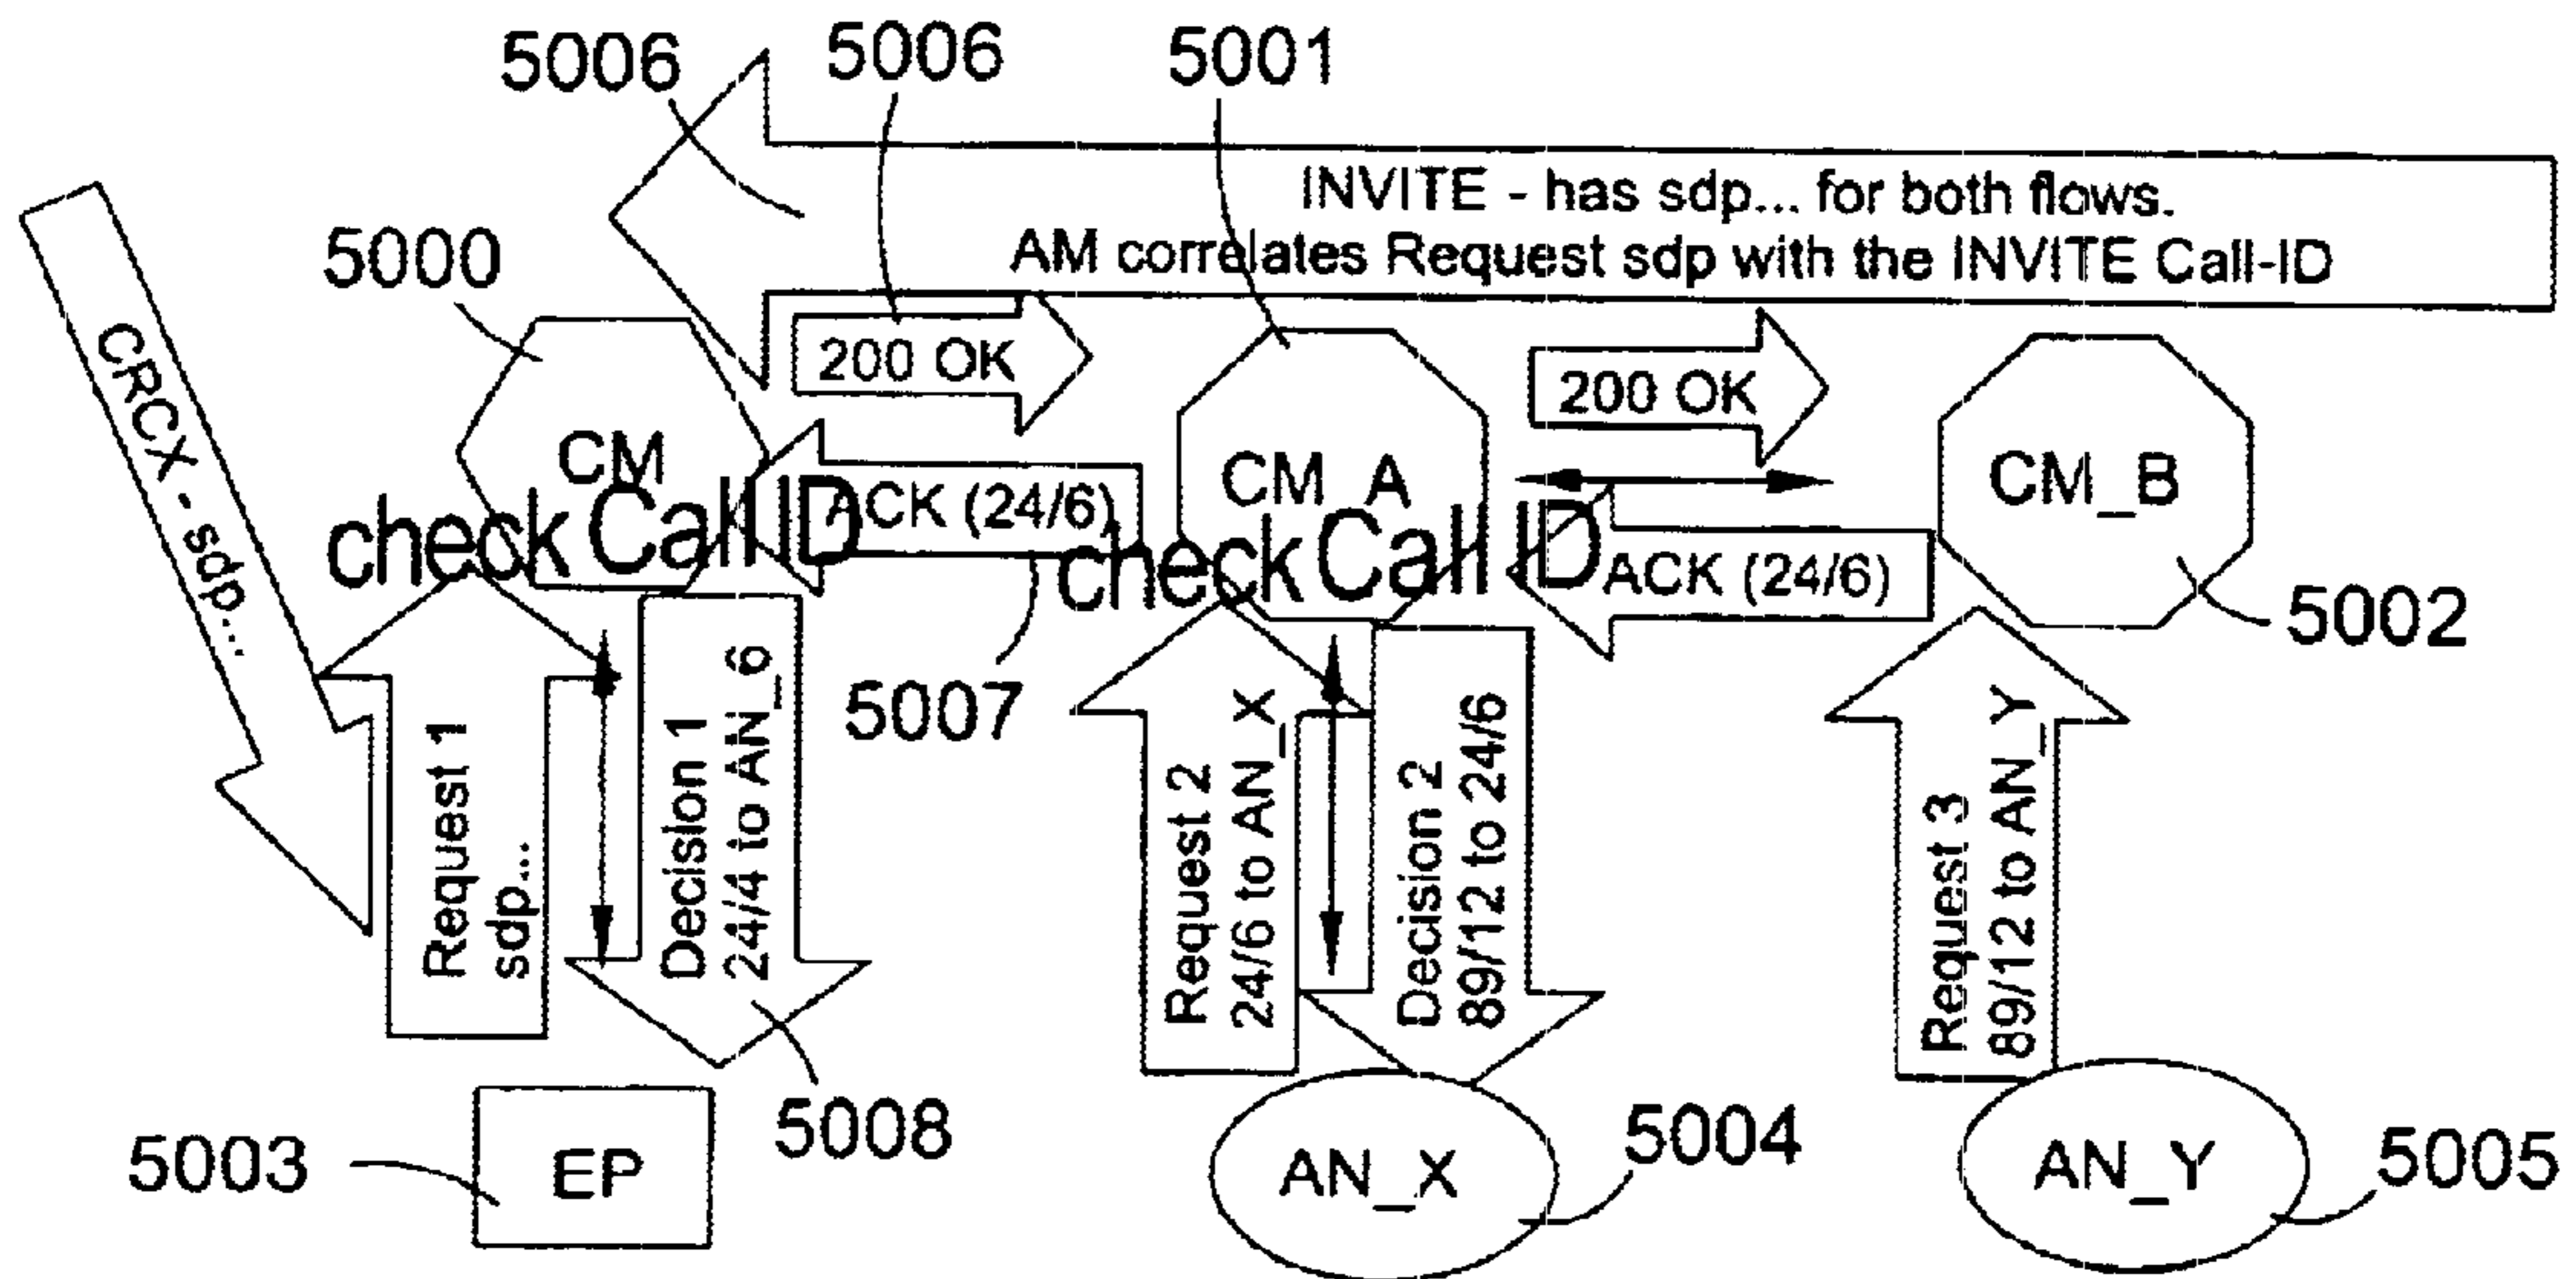 5006
5006
5001
INVITE - has sdp... for both flows.
AM correlates Request sdp with the INVITE Call-ID
5000
200 OK
200 OK
CRCX - sdp...
CM
CM_A
CM_B
check Call ID
ACK (24/6)
check Call ID
ACK (24/6)
5002
5007
Request 1
sdp...
Decision 1
24/4 to AN_6
Request 2
24/6 to AN_X
Decision 2
89/12 to 24/6
Request 3
89/12 to AN_Y
5003
EP
5008
AN_X
5004
AN_Y
5005